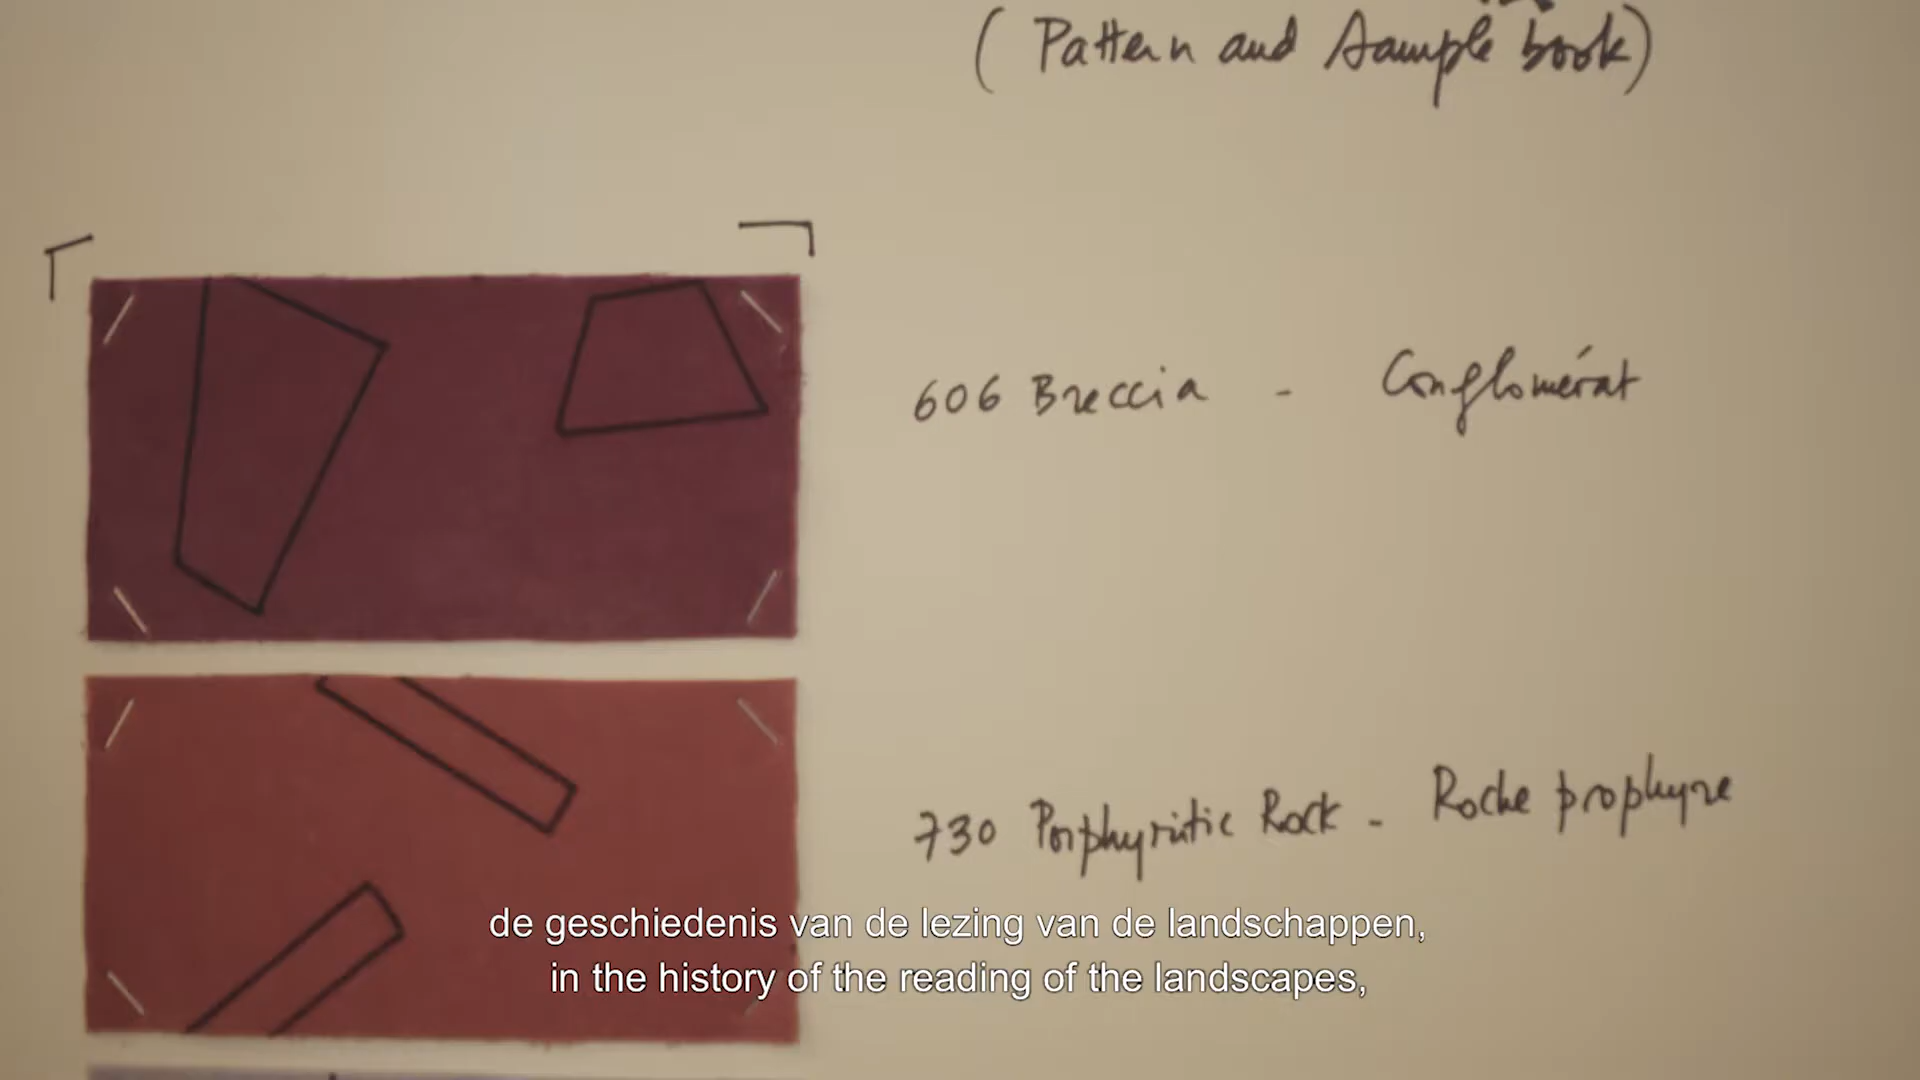 ( Pattern and Sample book)
606 Breccia - Conglomérat
730 Porphyritic Rock - Roche prophyre
de geschiedenis van de lezing van de landschappen,
in the history of the reading of the landscapes,